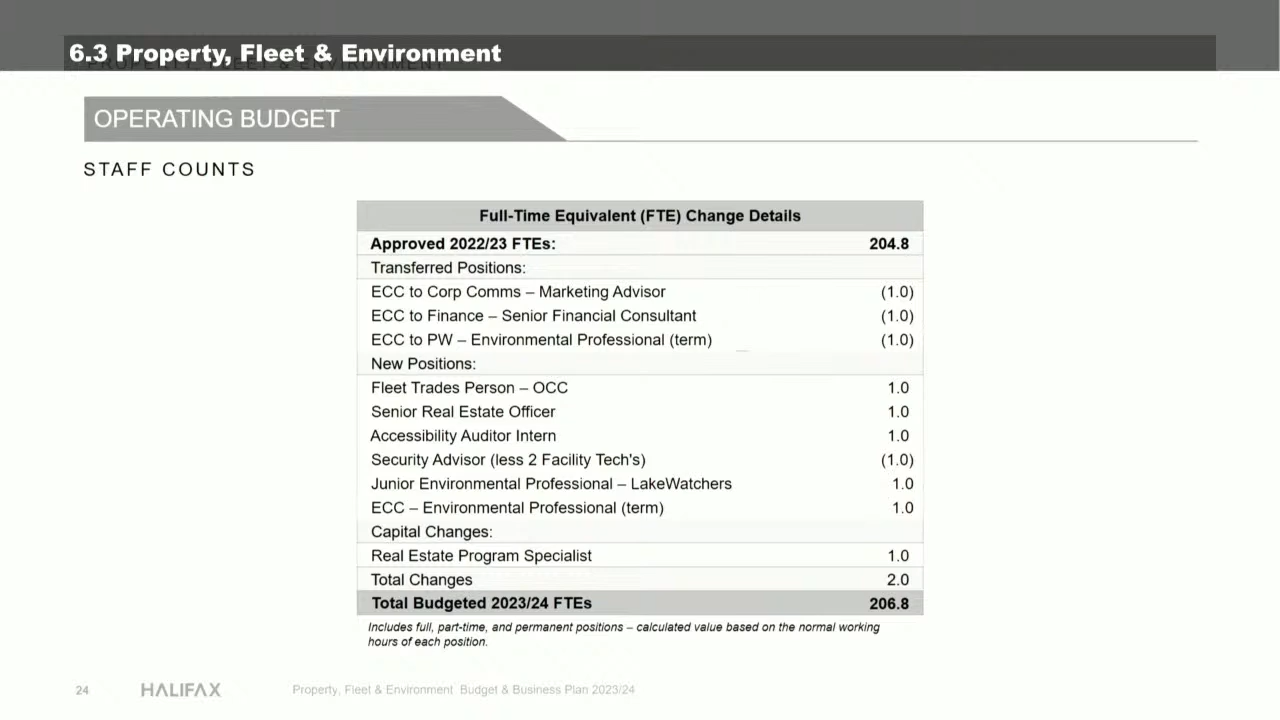 6.3 Property, Fleet & Environment
PROPERTY, FLEET & ENVIRONMENT
OPERATING BUDGET
STAFF COUNTS
Full-Time Equivalent (FTE) Change Details
Approved 2022/23 FTEs: 204.8
Transferred Positions:
ECC to Corp Comms – Marketing Advisor (1.0)
ECC to Finance – Senior Financial Consultant (1.0)
ECC to PW – Environmental Professional (term) (1.0)
New Positions:
Fleet Trades Person – OCC 1.0
Senior Real Estate Officer 1.0
Accessibility Auditor Intern 1.0
Security Advisor (less 2 Facility Tech's) (1.0)
Junior Environmental Professional – LakeWatchers 1.0
ECC – Environmental Professional (term) 1.0
Capital Changes:
Real Estate Program Specialist 1.0
Total Changes 2.0
Total Budgeted 2023/24 FTEs 206.8
Includes full, part-time, and permanent positions – calculated value based on the normal working
hours of each position.
24 HALIFAX Property, Fleet & Environment Budget & Business Plan 2023/24